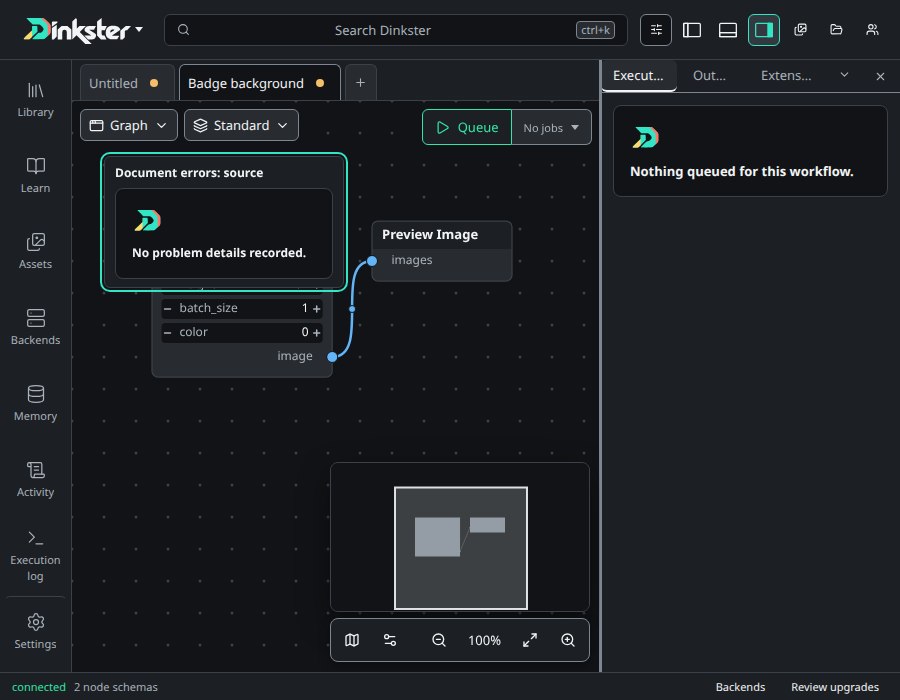 Dinkster
Search Dinkster
ctrl+k
Library
Learn
Assets
Backends
Memory
Activity
Execution
log
Settings
Untitled
Badge background
+
Graph
Standard
Queue
No jobs
Document errors: source
No problem details recorded.
batch_size
1
color
0
image
Preview Image
images
100%
Execut...
Out...
Extens...
Nothing queued for this workflow.
connected
2 node schemas
Backends
Review upgrades